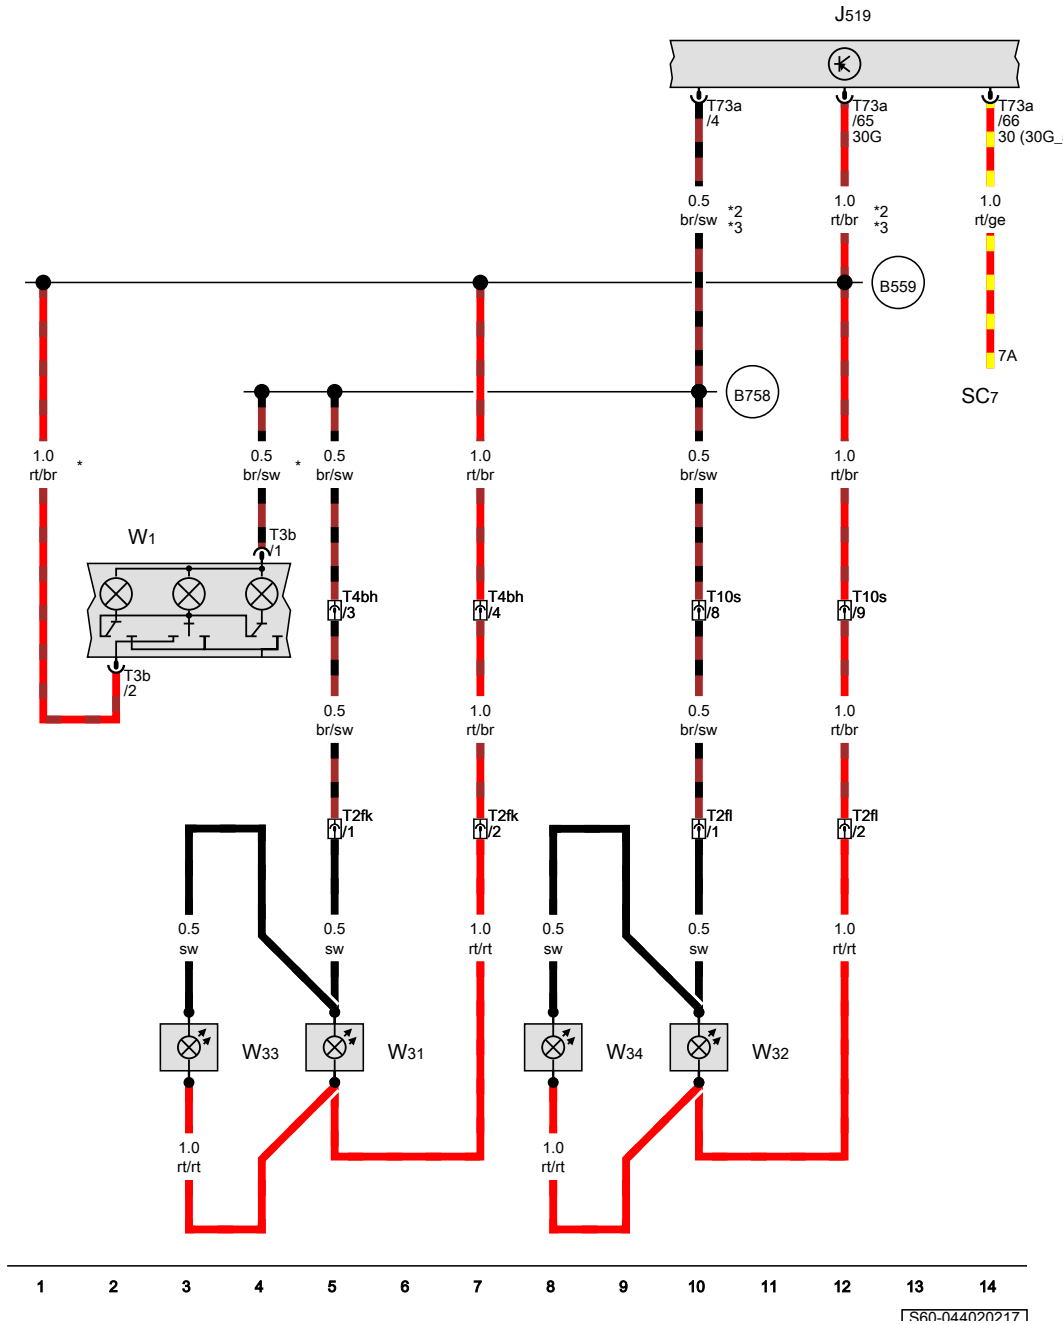 J519
T73a
/4
T73a
/65
30G
T73a
/66
30 (30G_
0.5
br/sw
*2
*3
1.0
rt/br
*2
*3
1.0
rt/ge
B559
7A
SC7
B758
1.0
rt/br
*
0.5
br/sw
*
0.5
br/sw
1.0
rt/br
0.5
br/sw
1.0
rt/br
W1
T3b
/1
T4bh
/3
T4bh
/4
T10s
/8
T10s
/9
T3b
/2
0.5
br/sw
1.0
rt/br
0.5
br/sw
1.0
rt/br
T2fk
/1
T2fk
/2
T2fl
/1
T2fl
/2
0.5
sw
0.5
sw
1.0
rt/rt
0.5
sw
0.5
sw
1.0
rt/rt
W33
W31
W34
W32
1.0
rt/rt
1.0
rt/rt
1 2 3 4 5 6 7 8 9 10 11 12 13 14
S60-044020217